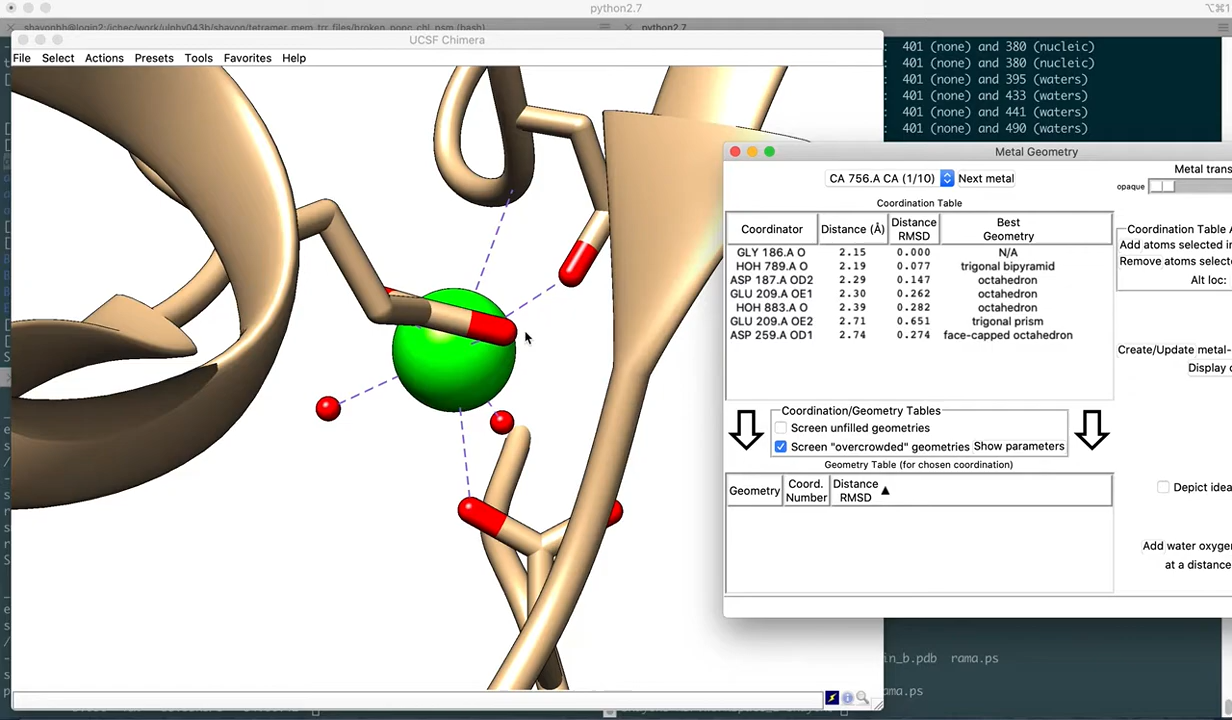 python2.7
⌥⌘1
shayonbh@login2:/ichec/work/ulphy043b/shayon/tetramer_mem_trr_files/broken_popc_chl_psm (bash)
python2.7
UCSF Chimera
File Select Actions Presets Tools Favorites Help
: 401 (none) and 380 (nucleic)
: 401 (none) and 380 (nucleic)
: 401 (none) and 395 (waters)
: 401 (none) and 433 (waters)
: 401 (none) and 441 (waters)
: 401 (none) and 490 (waters)
Metal Geometry
CA 756.A CA (1/10) Next metal
Metal trans
opaque
Coordination Table
Coordinator Distance (Å) Distance RMSD Best Geometry
GLY 186.A O 2.15 0.000 N/A
HOH 789.A O 2.19 0.077 trigonal bipyramid
ASP 187.A OD2 2.29 0.147 octahedron
GLU 209.A OE1 2.30 0.262 octahedron
HOH 883.A O 2.39 0.282 octahedron
GLU 209.A OE2 2.71 0.651 trigonal prism
ASP 259.A OD1 2.74 0.274 face-capped octahedron
Coordination Table A
Add atoms selected in
Remove atoms selecte
Alt loc:
Create/Update metal-
Display o
Coordination/Geometry Tables
Screen unfilled geometries
Screen "overcrowded" geometries Show parameters
Geometry Table (for chosen coordination)
Geometry Coord. Number Distance RMSD ▲
Depict idea
Add water oxygen
at a distance
in_b.pdb rama.ps
ama.ps